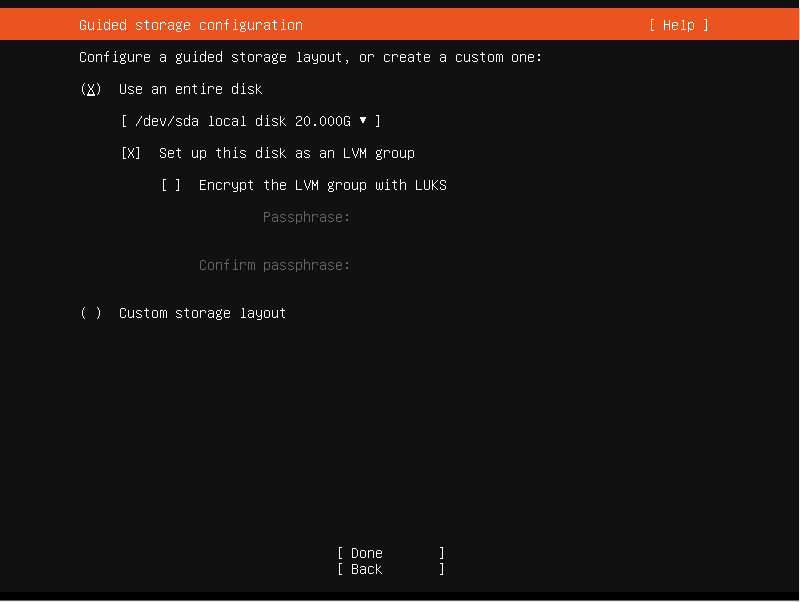 Guided storage configuration [ Help ]
Configure a guided storage layout, or create a custom one:
(X) Use an entire disk
[ /dev/sda local disk 20.000G ▾ ]
[X] Set up this disk as an LVM group
[ ] Encrypt the LVM group with LUKS
Passphrase:
Confirm passphrase:
( ) Custom storage layout
[ Done ]
[ Back ]